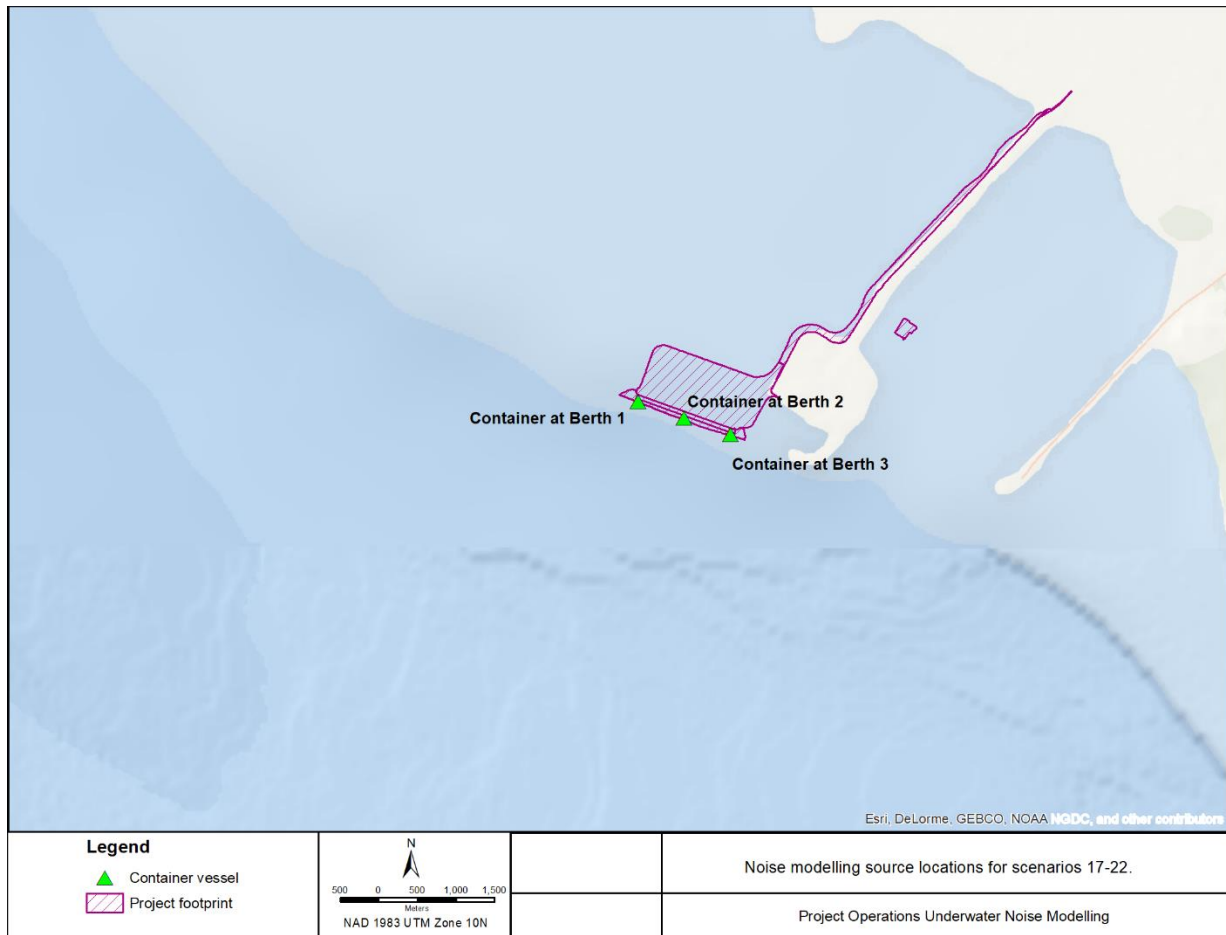 Container at Berth 2
Container at Berth 1
Container at Berth 3
Esri, DeLorme, GEBCO, NOAA NGDC, and other contributors
Legend
Container vessel
Project footprint
N
500 0 500 1,000 1,500
Meters
NAD 1983 UTM Zone 10N
Noise modelling source locations for scenarios 17-22.
Project Operations Underwater Noise Modelling